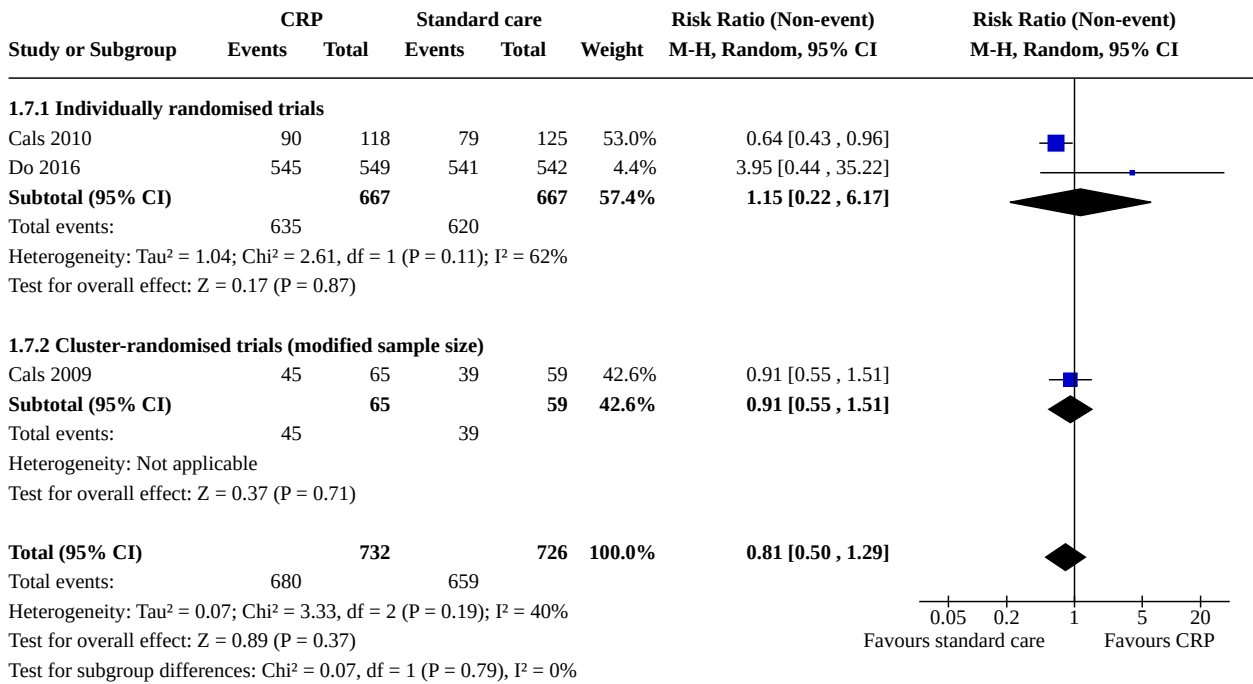 CRP Standard care Risk Ratio (Non-event) Risk Ratio (Non-event)
Study or Subgroup Events Total Events Total Weight M-H, Random, 95% CI M-H, Random, 95% CI
1.7.1 Individually randomised trials
Cals 2010 90 118 79 125 53.0% 0.64 [0.43 , 0.96]
Do 2016 545 549 541 542 4.4% 3.95 [0.44 , 35.22]
Subtotal (95% CI) 667 667 57.4% 1.15 [0.22 , 6.17]
Total events: 635 620
Heterogeneity: Tau² = 1.04; Chi² = 2.61, df = 1 (P = 0.11); I² = 62%
Test for overall effect: Z = 0.17 (P = 0.87)
1.7.2 Cluster-randomised trials (modified sample size)
Cals 2009 45 65 39 59 42.6% 0.91 [0.55 , 1.51]
Subtotal (95% CI) 65 59 42.6% 0.91 [0.55 , 1.51]
Total events: 45 39
Heterogeneity: Not applicable
Test for overall effect: Z = 0.37 (P = 0.71)
Total (95% CI) 732 726 100.0% 0.81 [0.50 , 1.29]
Total events: 680 659
Heterogeneity: Tau² = 0.07; Chi² = 3.33, df = 2 (P = 0.19); I² = 40%
Test for overall effect: Z = 0.89 (P = 0.37)
Test for subgroup differences: Chi² = 0.07, df = 1 (P = 0.79), I² = 0%
0.05 0.2 1 5 20
Favours standard care Favours CRP